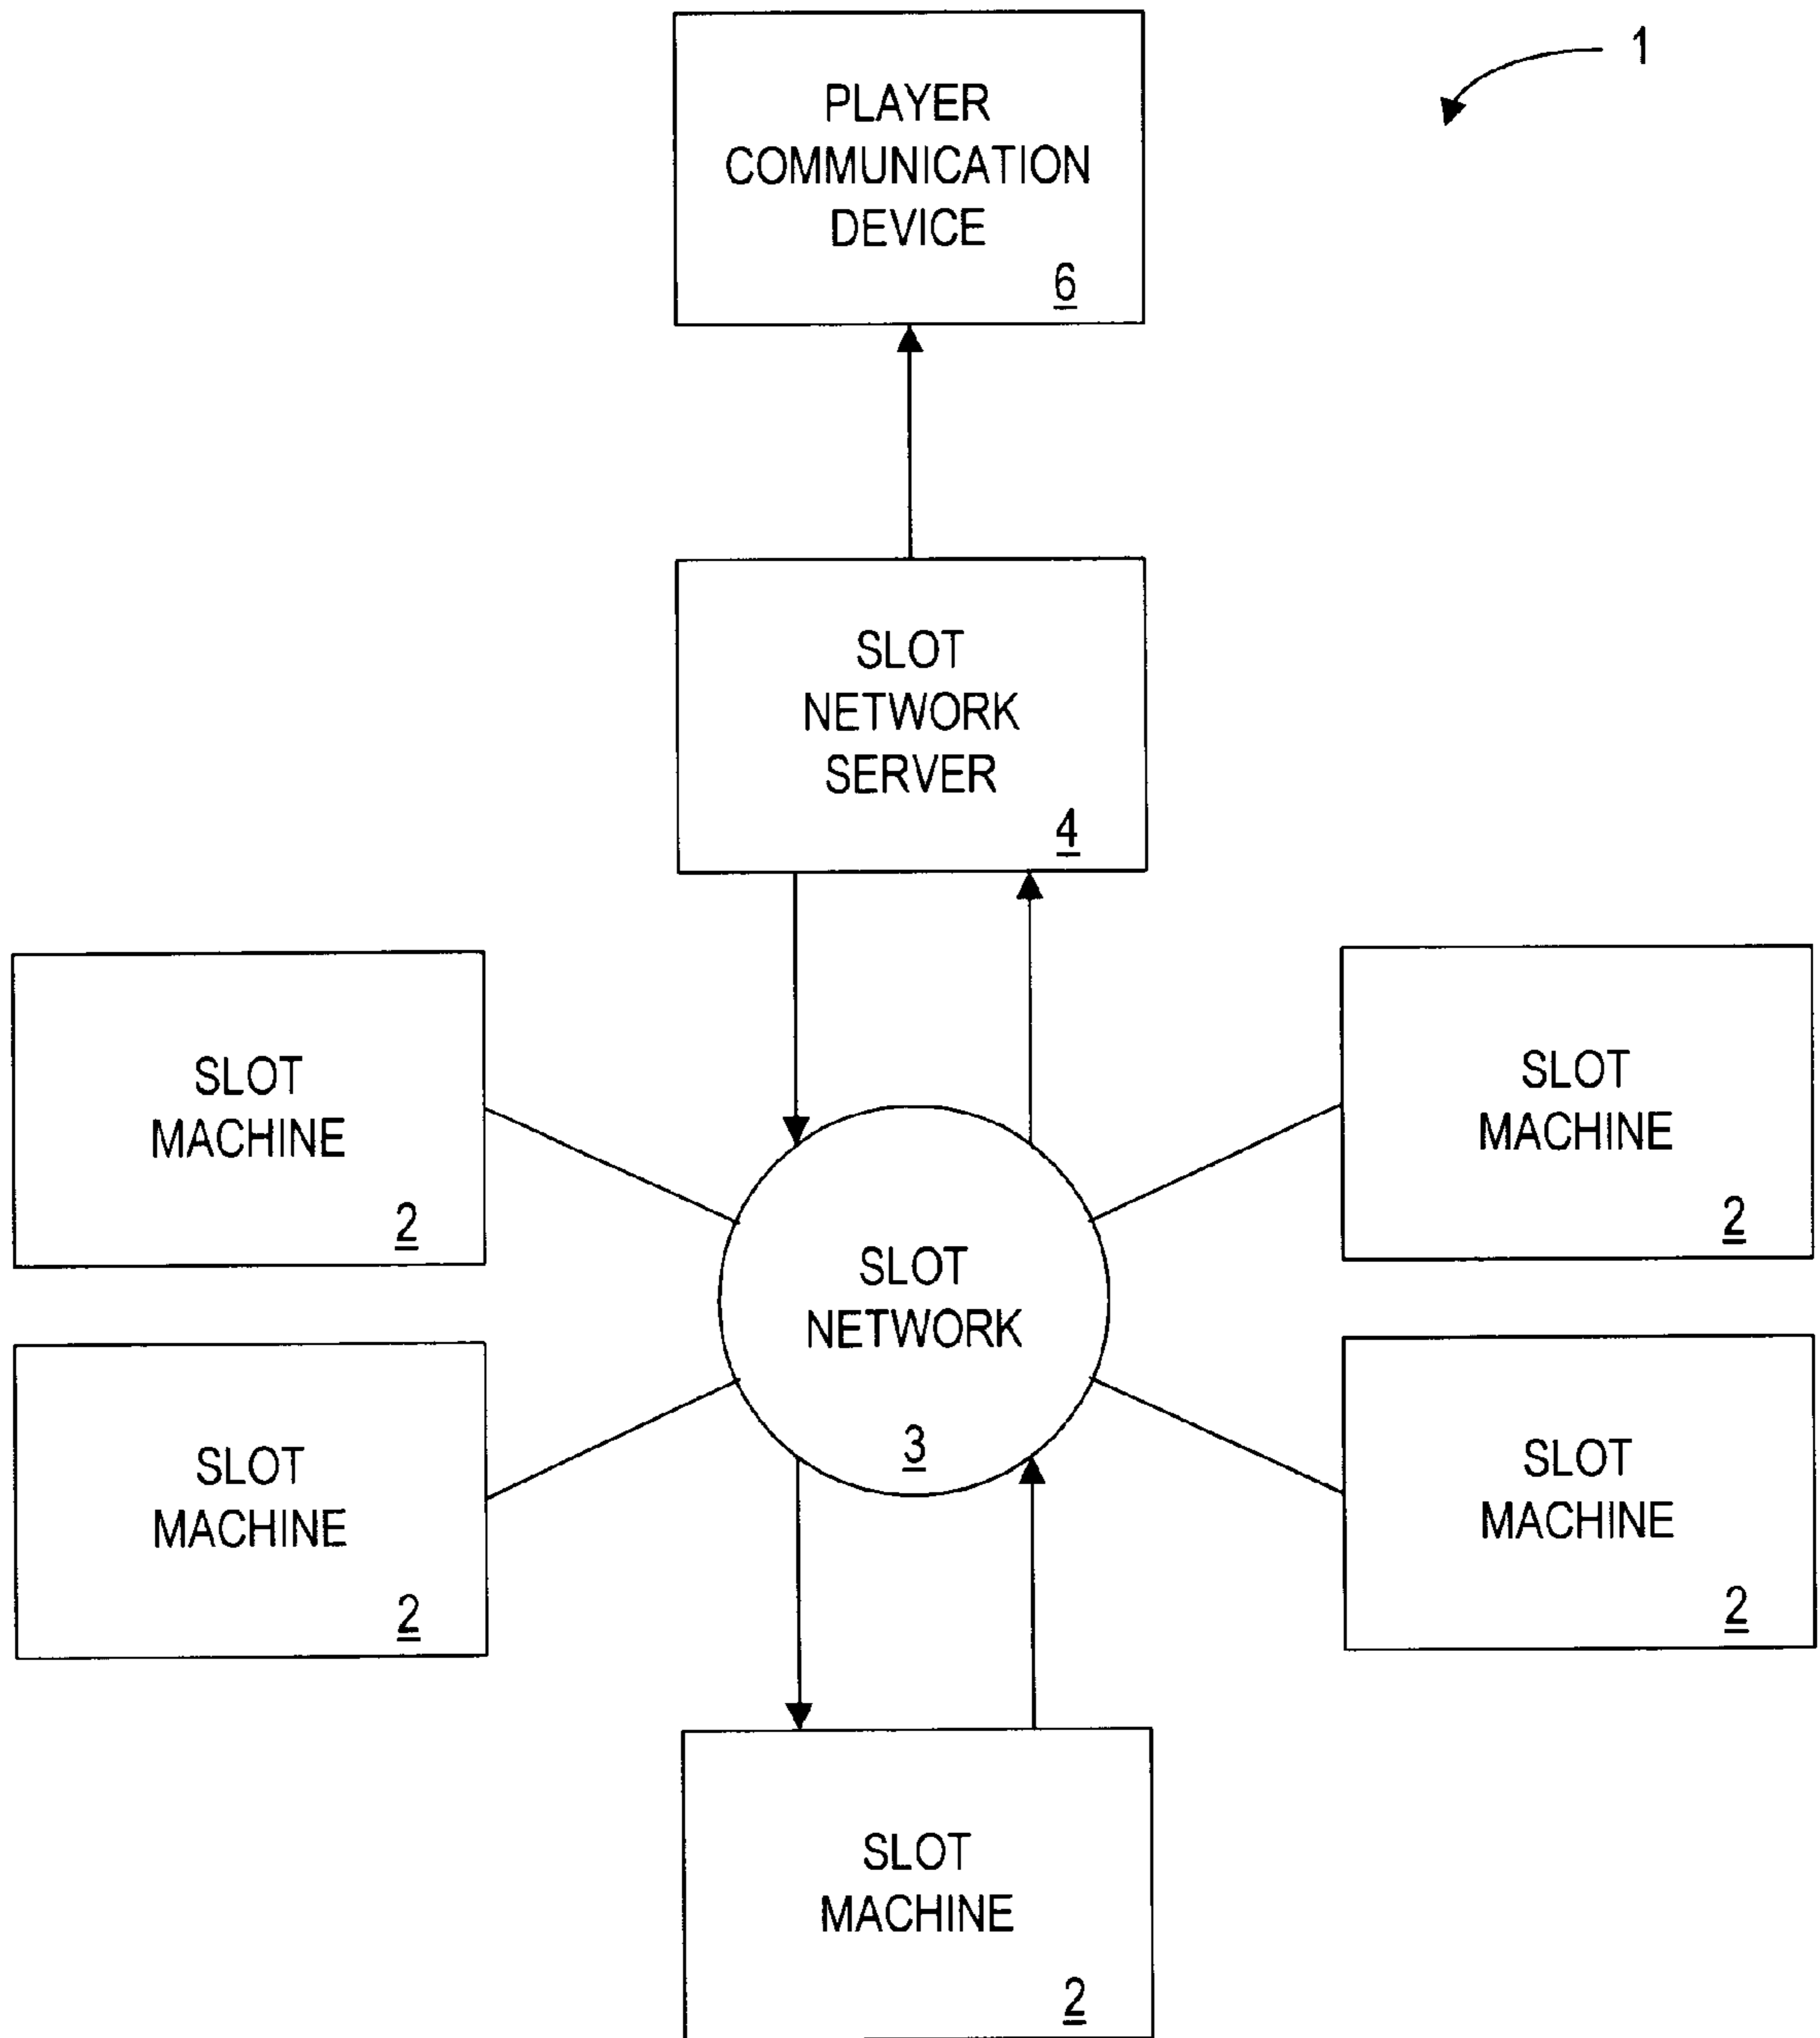 1
PLAYER
COMMUNICATION
DEVICE
6
SLOT
NETWORK
SERVER
4
SLOT
MACHINE
2
SLOT
MACHINE
2
SLOT
NETWORK
3
SLOT
MACHINE
2
SLOT
MACHINE
2
SLOT
MACHINE
2